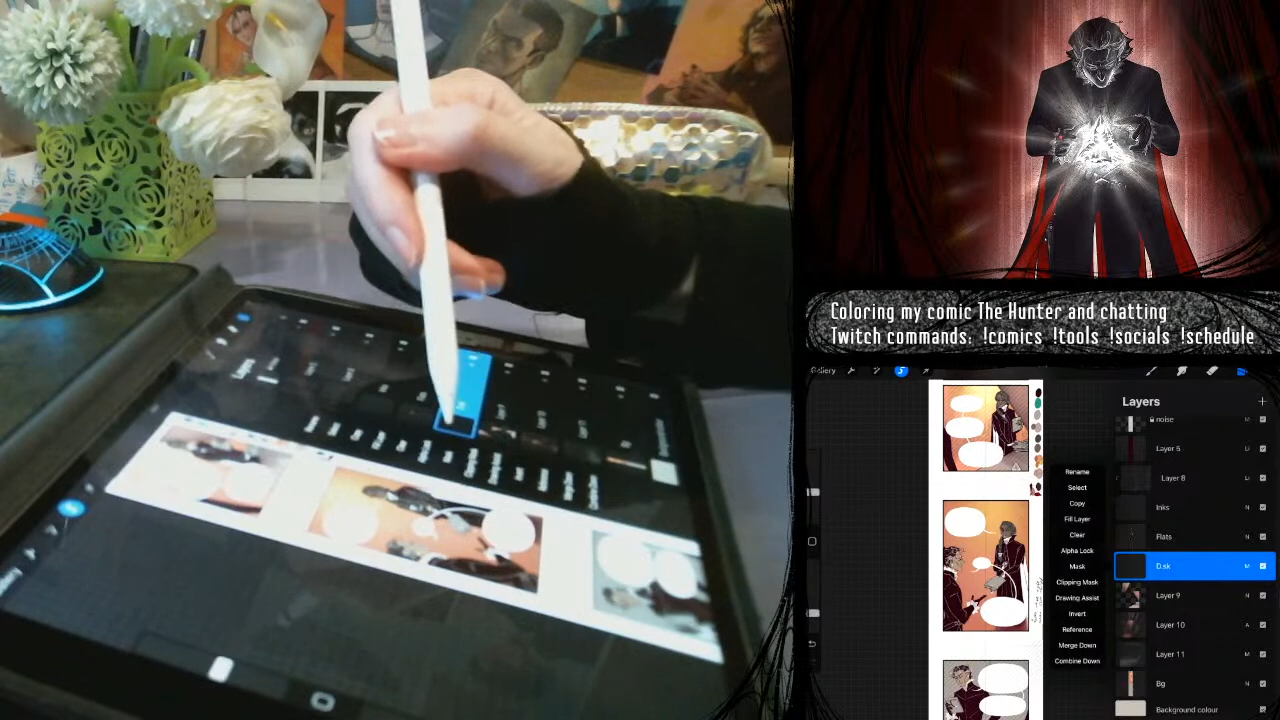 Coloring my comic The Hunter and chatting
Twitch commands: !comics !tools !socials !schedule
Gallery
Layers
noise M
Layer 5 Li
Layer 8 Li
Inks N
Flats N
D.sk M
Layer 9 N
Layer 10 A
Layer 11 M
Bg N
Background colour
Rename
Select
Copy
Fill Layer
Clear
Alpha Lock
Mask
Clipping Mask
Drawing Assist
Invert
Reference
Merge Down
Combine Down